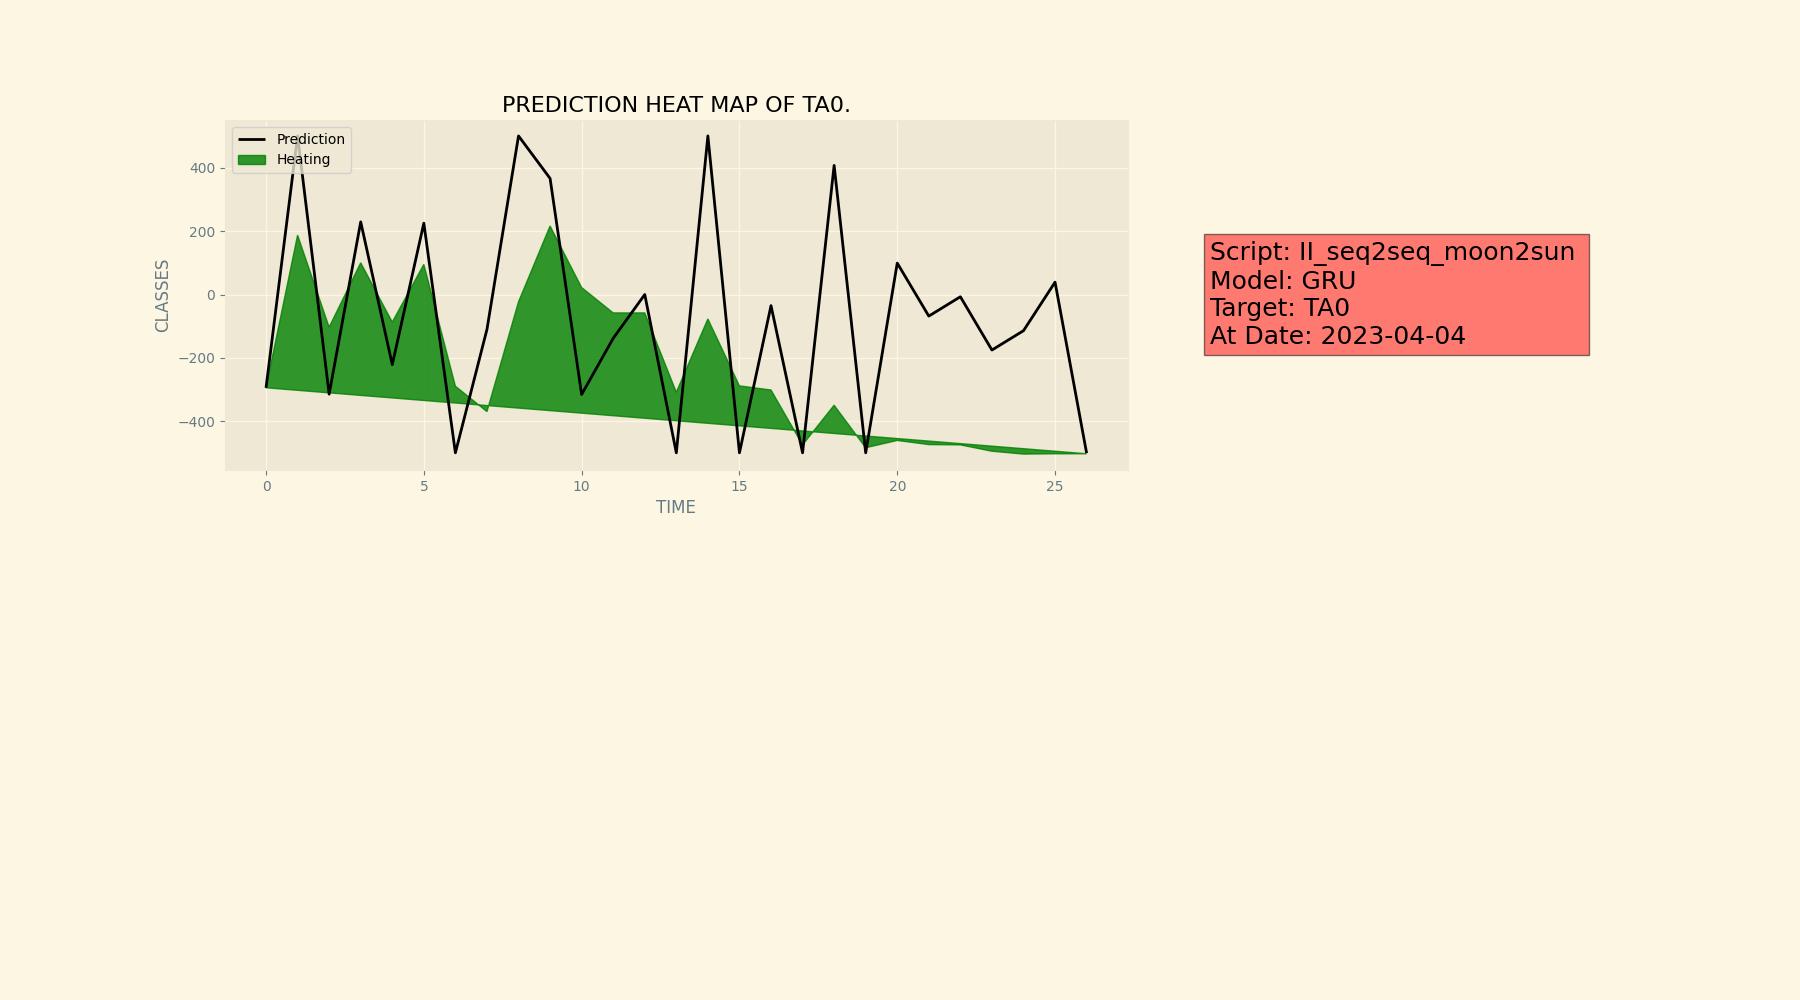 PREDICTION HEAT MAP OF TA0.
Prediction
Heating
400
200
0
−200
−400
CLASSES
0 5 10 15 20 25
TIME
Script: II_seq2seq_moon2sun
Model: GRU
Target: TA0
At Date: 2023-04-04